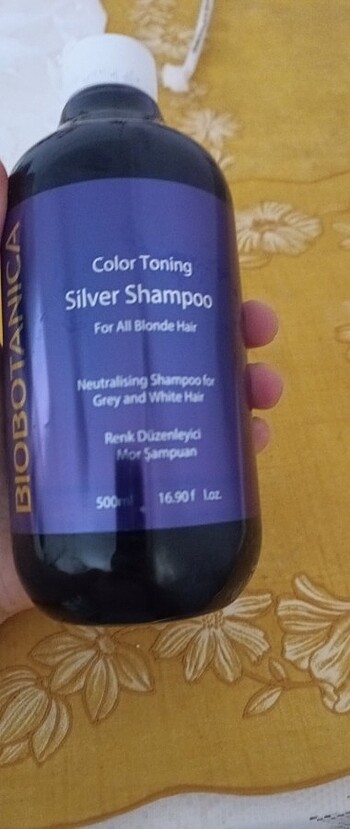 BIOBOTANICA
Color Toning
Silver Shampoo
For All Blonde Hair
Neutralising Shampoo for
Grey and White Hair
Renk Düzenleyici
Mor Şampuan
500ml 16.90 f l.oz.